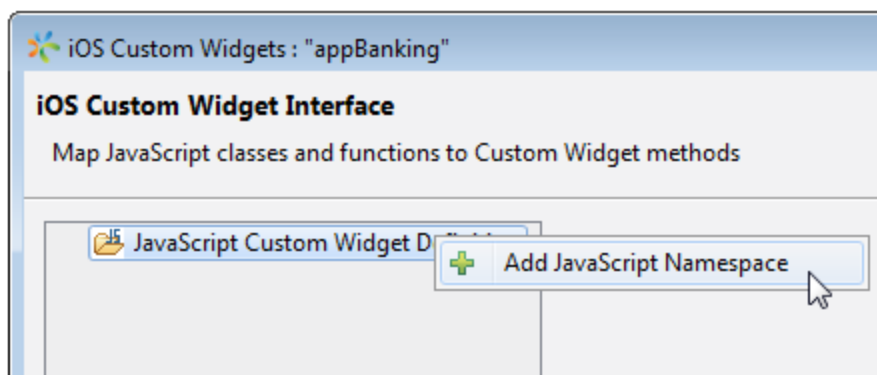 iOS Custom Widgets : "appBanking"
iOS Custom Widget Interface
Map JavaScript classes and functions to Custom Widget methods
JavaScript Custom Widget
Add JavaScript Namespace